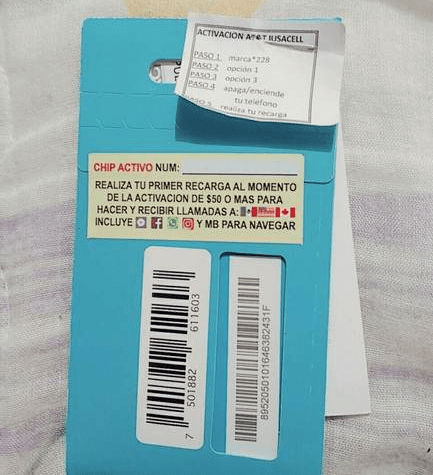 ACTIVACION AT&T IUSACELL
PASO 1 marca*228
PASO 2 opción 1
PASO 3 opción 3
PASO 4 apaga/enciende
tu teléfono
PASO 5 realiza tu recarga
CHIP ACTIVO NUM:
REALIZA TU PRIMER RECARGA AL MOMENTO
DE LA ACTIVACION DE $50 O MAS PARA
HACER Y RECIBIR LLAMADAS A:
INCLUYE Y MB PARA NAVEGAR
7 501882 611603
8952050101646382431F